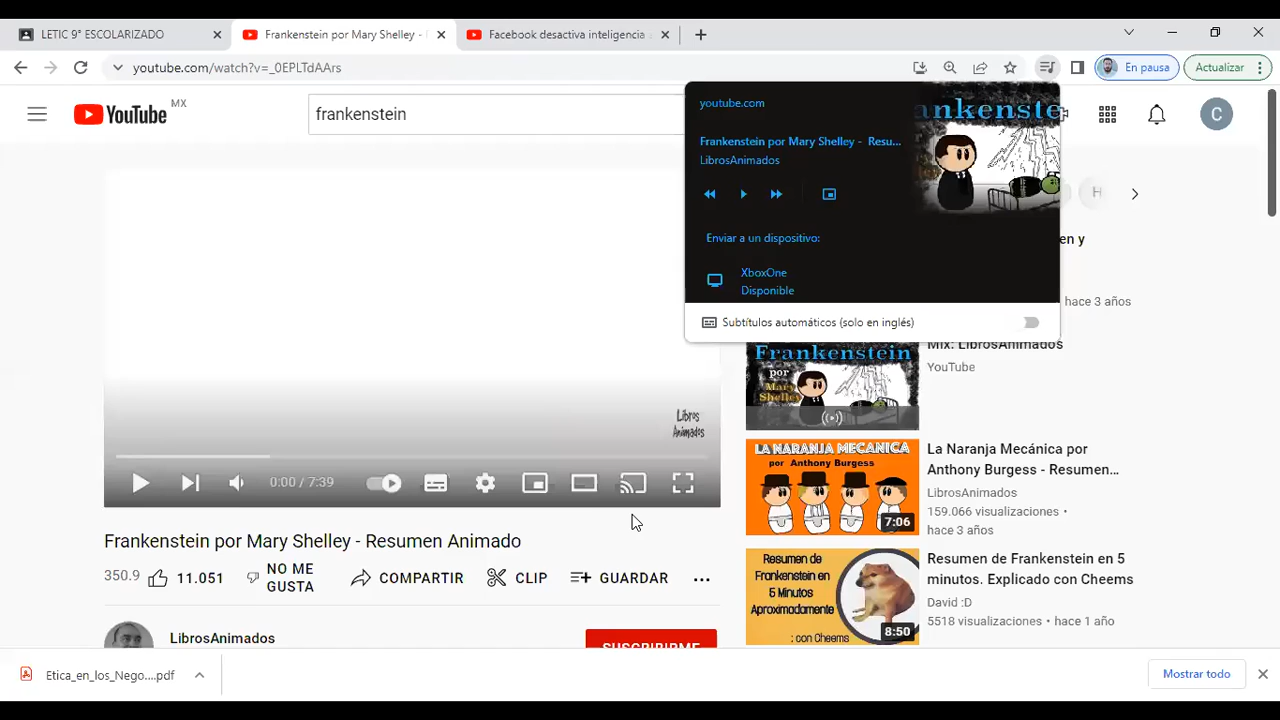 LETIC 9° ESCOLARIZADO
Frankenstein por Mary Shelley -
Facebook desactiva inteligencia
youtube.com/watch?v=_0EPLTdAArs
En pausa
Actualizar
YouTube MX
frankenstein
C
youtube.com
Frankenstein por Mary Shelley - Resu...
LibrosAnimados
Enviar a un dispositivo:
XboxOne
Disponible
Subtítulos automáticos (solo en inglés)
ankenste
H
en y
hace 3 años
Libros
Animados
0:00 / 7:39
Frankenstein por Mary Shelley - Resumen Animado
350.9
11.051
NO ME
GUSTA
COMPARTIR
CLIP
GUARDAR
LibrosAnimados
SUSCRIBIRME
Frankenstein
por
Mary
Shelley
Mix: LibrosAnimados
YouTube
LA NARANJA MECANICA
por Anthony Burgess
7:06
La Naranja Mecánica por
Anthony Burgess - Resumen...
LibrosAnimados
159.066 visualizaciones •
hace 3 años
Resumen de
Frankenstein en
5 Minutos
Aproximadamente
: con Cheems
8:50
Resumen de Frankenstein en 5
minutos. Explicado con Cheems
David :D
5518 visualizaciones • hace 1 año
Etica_en_los_Nego....pdf
Mostrar todo